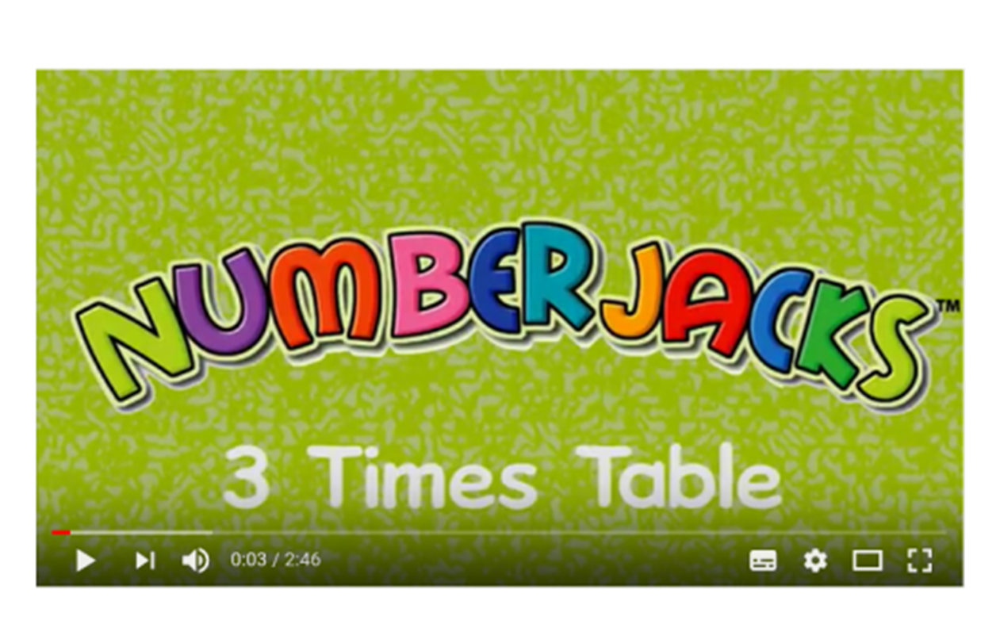 NUMBERJACKS™
3 Times Table
0:03 / 2:46